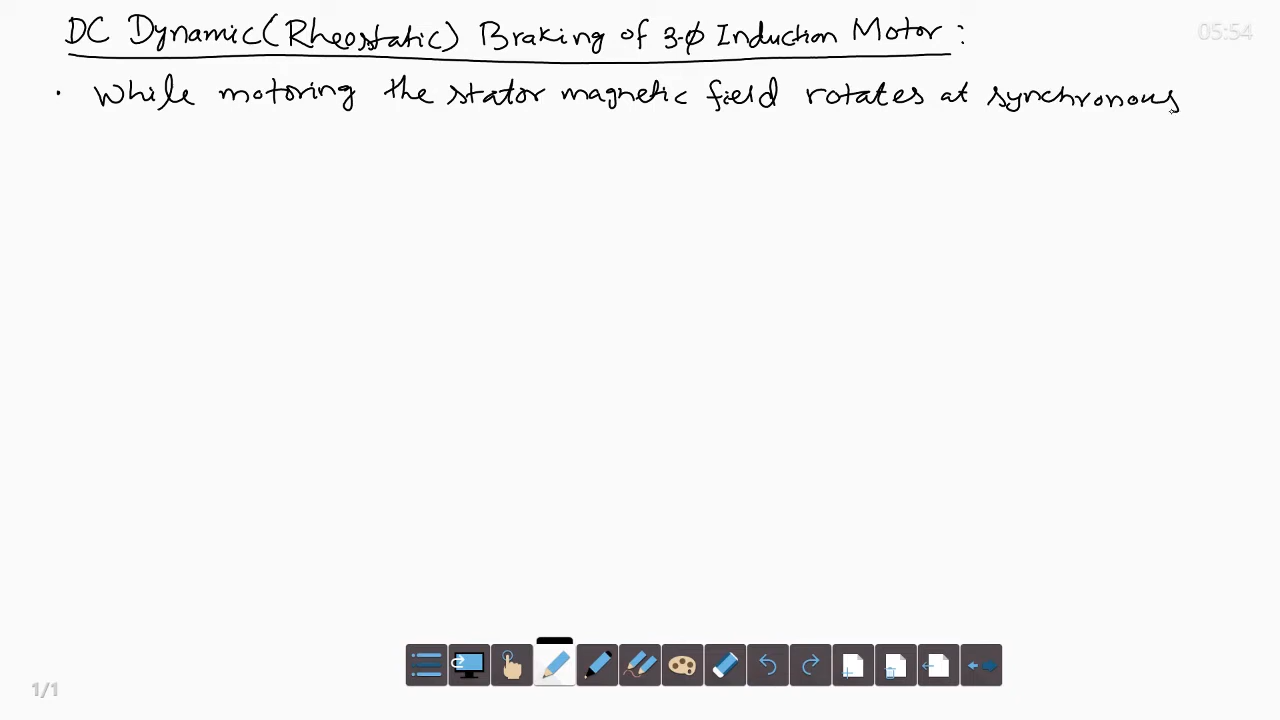 DC Dynamic (Rheostatic) Braking of 3-ϕ Induction Motor :
05:54
• While motoring the stator magnetic field rotates at synchronous
1/1